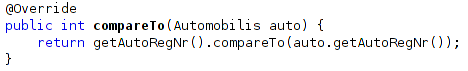 @Override
public int compareTo(Automobilis auto) {
    return getAutoRegNr().compareTo(auto.getAutoRegNr());
}